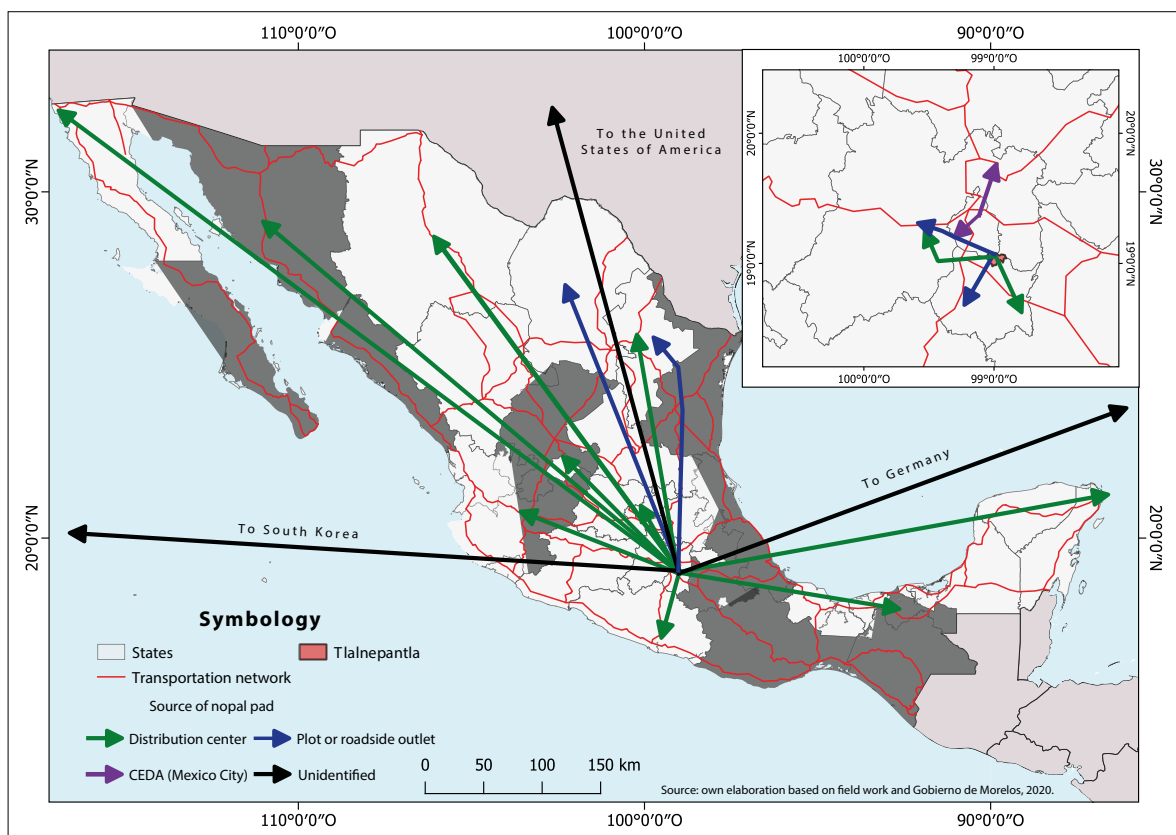 110°0'0"O
100°0'0"O
90°0'0"O
100°0'0"O
99°0'0"O
20°0'0"N
20°0'0"N
19°0'0"N
19°0'0"N
100°0'0"O
99°0'0"O
30°0'0"N
30°0'0"N
To the United
States of America
To Germany
To South Korea
20°0'0"N
20°0'0"N
Symbology
States
Tlalnepantla
Transportation network
Source of nopal pad
Distribution center
Plot or roadside outlet
CEDA (Mexico City)
Unidentified
0 50 100 150 km
Source: own elaboration based on field work and Gobierno de Morelos, 2020.
110°0'0"O
100°0'0"O
90°0'0"O